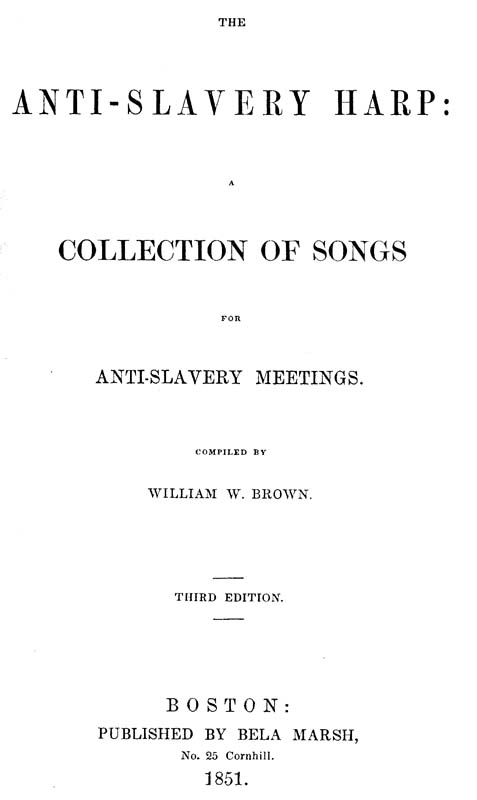 THE
ANTI-SLAVERY HARP:
A
COLLECTION OF SONGS
FOR
ANTI-SLAVERY MEETINGS.
COMPILED BY
WILLIAM W. BROWN.
THIRD EDITION.
BOSTON:
PUBLISHED BY BELA MARSH,
No. 25 Cornhill.
1851.